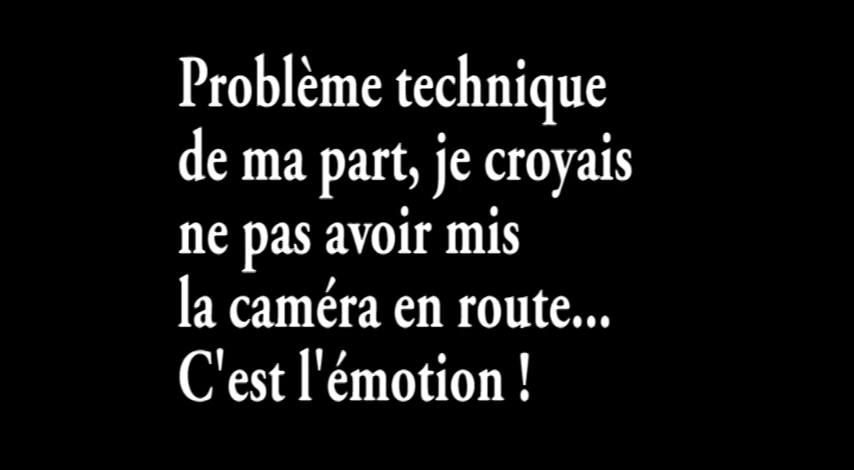 Problème technique
de ma part, je croyais
ne pas avoir mis
la caméra en route...
C'est l'émotion !